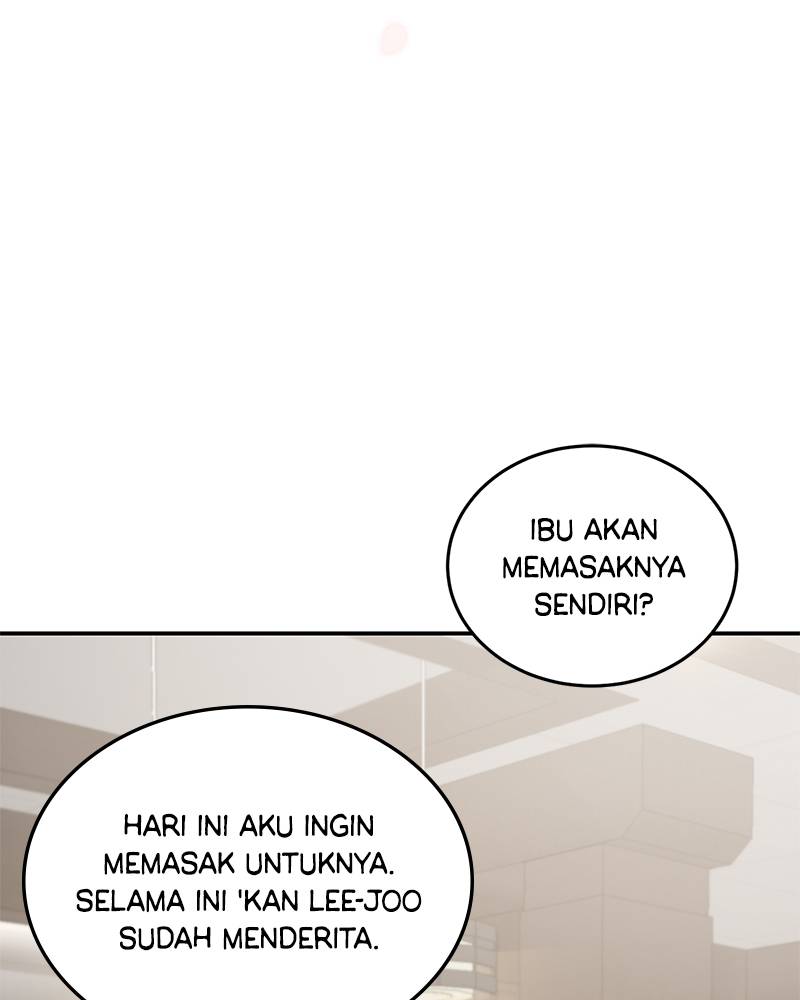 IBU AKAN
MEMASAKNYA
SENDIRI?
HARI INI AKU INGIN
MEMASAK UNTUKNYA.
SELAMA INI 'KAN LEE-JOO
SUDAH MENDERITA.